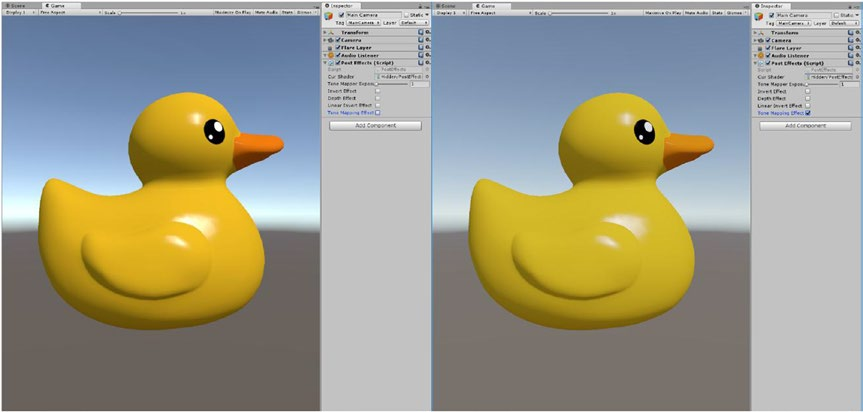 Scene Game
Display 1 Free Aspect Scale 1x Maximize On Play Mute Audio Stats Gizmos
Inspector
Main Camera Static
Tag MainCamera Layer Default
Transform
Camera
Flare Layer
Audio Listener
Post Effects (Script)
Script PostEffects
Cur Shader Hidden/PostEffect
Tone Mapper Expos 1
Invert Effect
Depth Effect
Linear Invert Effect
Tone Mapping Effect
Add Component
Scene Game
Display 1 Free Aspect Scale 1x Maximize On Play Mute Audio Stats Gizmos
Inspector
Main Camera Static
Tag MainCamera Layer Default
Transform
Camera
Flare Layer
Audio Listener
Post Effects (Script)
Script PostEffects
Cur Shader Hidden/PostEffect
Tone Mapper Expos 1
Invert Effect
Depth Effect
Linear Invert Effect
Tone Mapping Effect
Add Component